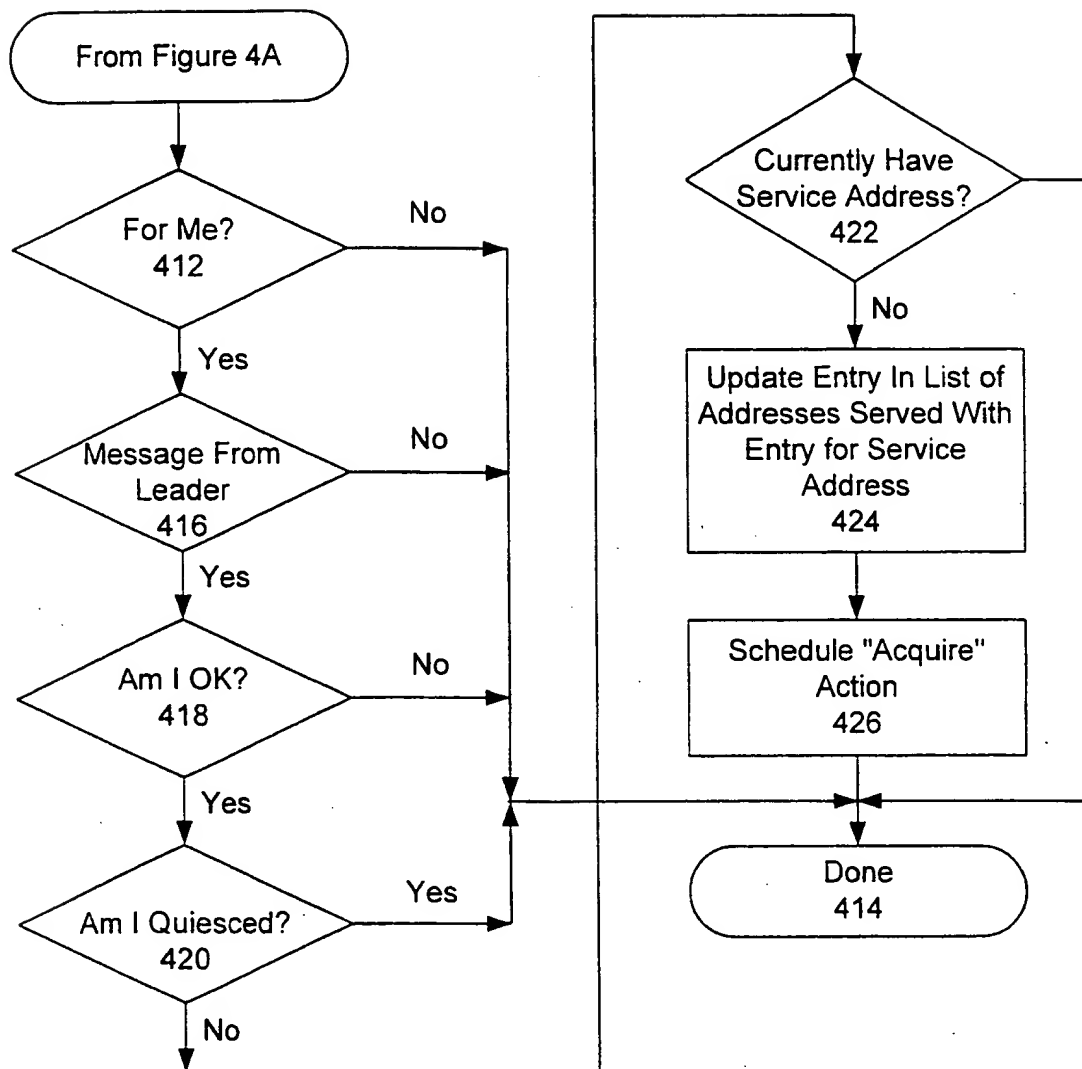 From Figure 4A
For Me?
412
No
Yes
Message From
Leader
416
No
Yes
Am I OK?
418
No
Yes
Am I Quiesced?
420
Yes
No
Currently Have
Service Address?
422
No
Update Entry In List of
Addresses Served With
Entry for Service
Address
424
Schedule "Acquire"
Action
426
Done
414